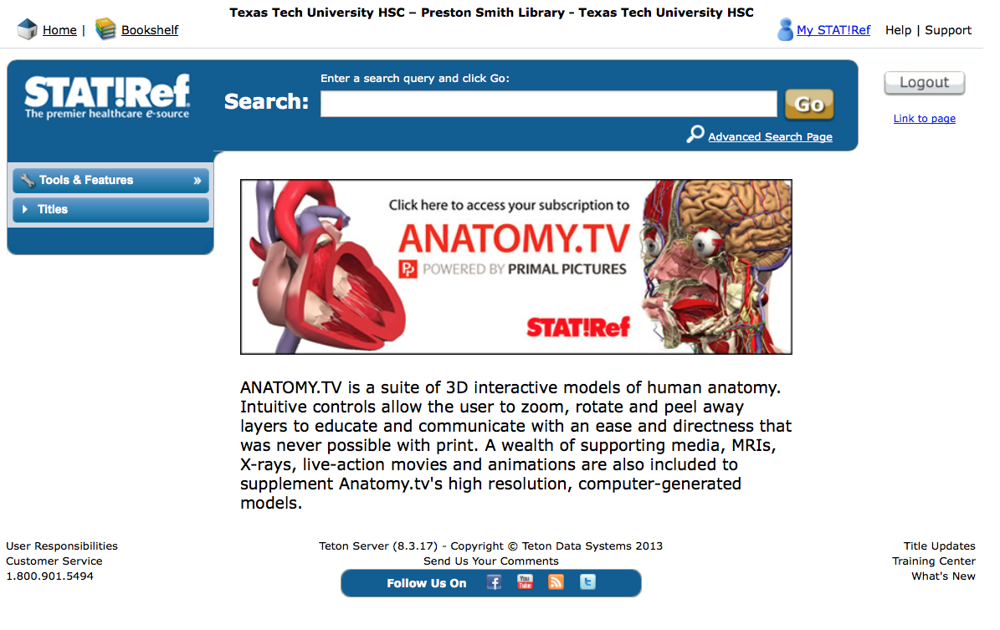 Texas Tech University HSC – Preston Smith Library - Texas Tech University HSC
Home | Bookshelf
My STAT!Ref Help | Support
STAT!Ref
The premier healthcare e-source
Enter a search query and click Go:
Search:
Go
Advanced Search Page
Logout
Link to page
Tools & Features »
Titles
Click here to access your subscription to
ANATOMY.TV
PP POWERED BY PRIMAL PICTURES
STAT!Ref
ANATOMY.TV is a suite of 3D interactive models of human anatomy.
Intuitive controls allow the user to zoom, rotate and peel away
layers to educate and communicate with an ease and directness that
was never possible with print. A wealth of supporting media, MRIs,
X-rays, live-action movies and animations are also included to
supplement Anatomy.tv's high resolution, computer-generated
models.
User Responsibilities
Customer Service
1.800.901.5494
Teton Server (8.3.17) - Copyright © Teton Data Systems 2013
Send Us Your Comments
Follow Us On f You Tube t
Title Updates
Training Center
What's New